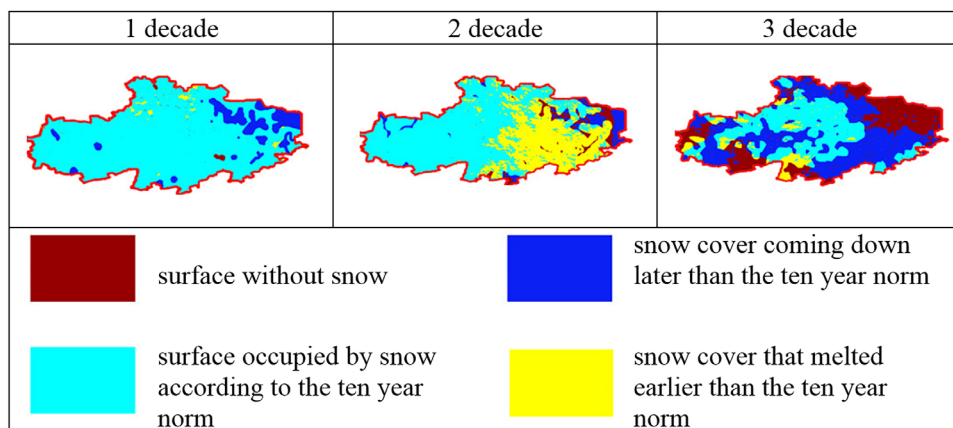 1 decade
2 decade
3 decade
surface without snow
snow cover coming down
later than the ten year norm
surface occupied by snow
according to the ten year
norm
snow cover that melted
earlier than the ten year
norm